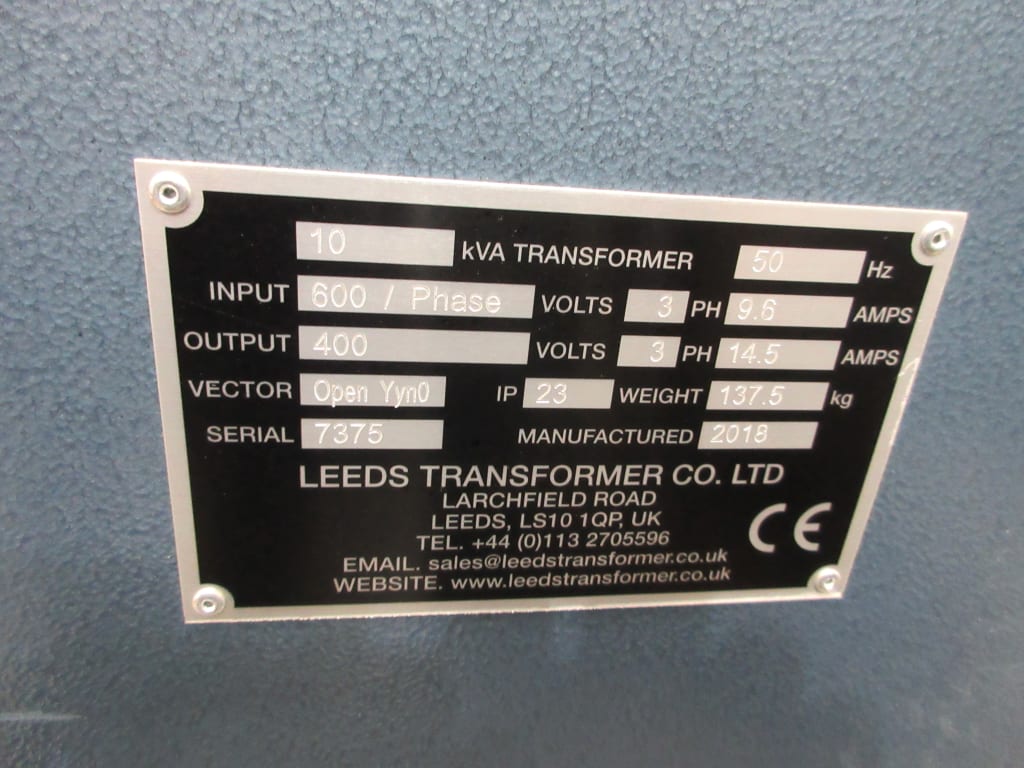 10 kVA TRANSFORMER 50 Hz
INPUT 600 / Phase VOLTS 3 PH 9.6 AMPS
OUTPUT 400 VOLTS 3 PH 14.5 AMPS
VECTOR Open Yyn0 IP 23 WEIGHT 137.5 kg
SERIAL 7375 MANUFACTURED 2018
LEEDS TRANSFORMER CO. LTD
LARCHFIELD ROAD
LEEDS, LS10 1QP, UK
TEL. +44 (0)113 2705596
EMAIL. sales@leedstransformer.co.uk
WEBSITE. www.leedstransformer.co.uk
CE